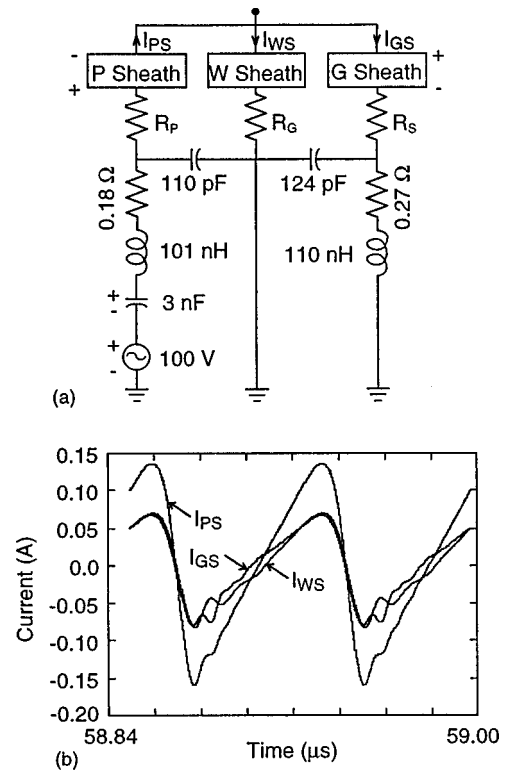 I_PS I_WS I_GS
- +
P Sheath W Sheath G Sheath
+ -
R_P R_G R_S
110 pF 124 pF
0.18 Ω 0.27 Ω
101 nH 110 nH
+
-
3 nF
+
-
100 V
(a)
0.15
0.10
0.05
0.0
-0.05
-0.10
-0.15
-0.20
Current (A)
I_PS
I_GS
I_WS
58.84 59.00
Time (μs)
(b)